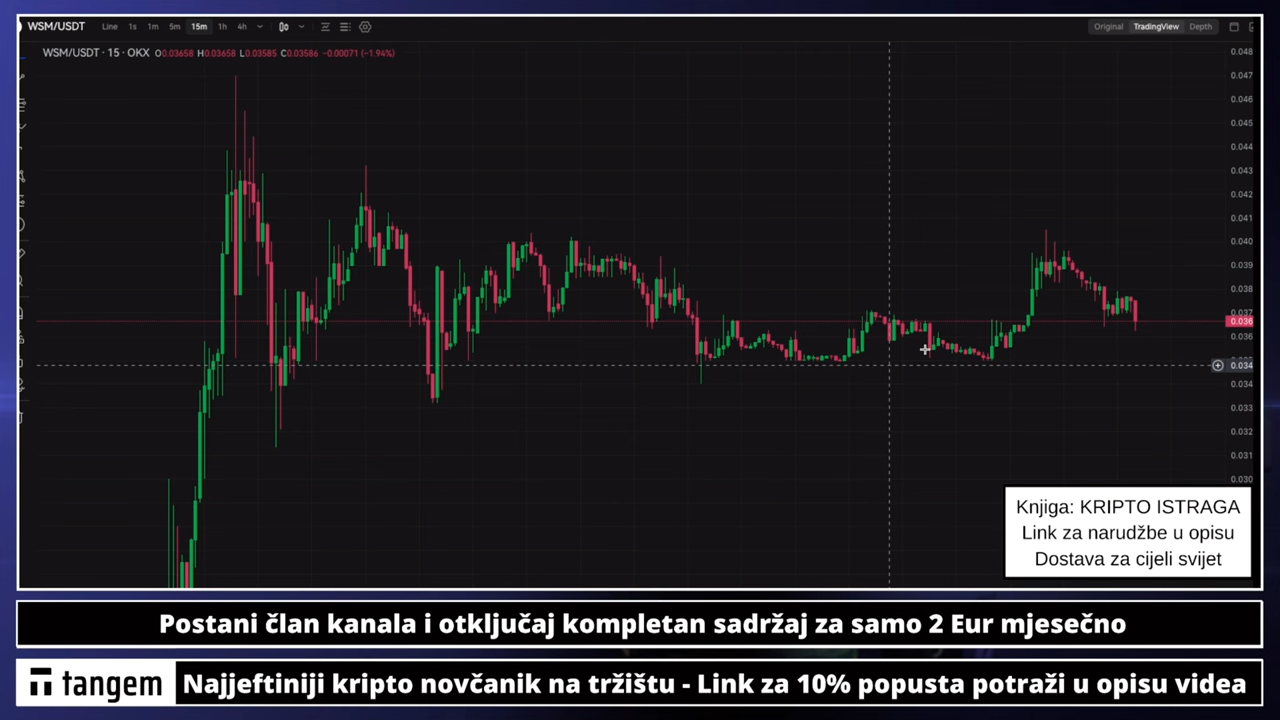 WSM/USDT Line 1s 1m 5m 15m 1h 4h Original TradingView Depth
WSM/USDT · 15 · OKX O0.03658 H0.03658 L0.03585 C0.03586 −0.00071 (−1.94%)
0.048
0.047
0.046
0.045
0.044
0.043
0.042
0.041
0.040
0.039
0.038
0.037
0.036
0.036
0.034
0.034
0.033
0.032
0.031
0.030
Knjiga: KRIPTO ISTRAGA
Link za narudžbe u opisu
Dostava za cijeli svijet
Postani član kanala i otključaj kompletan sadržaj za samo 2 Eur mjesečno
tangem Najjeftiniji kripto novčanik na tržištu - Link za 10% popusta potraži u opisu videa